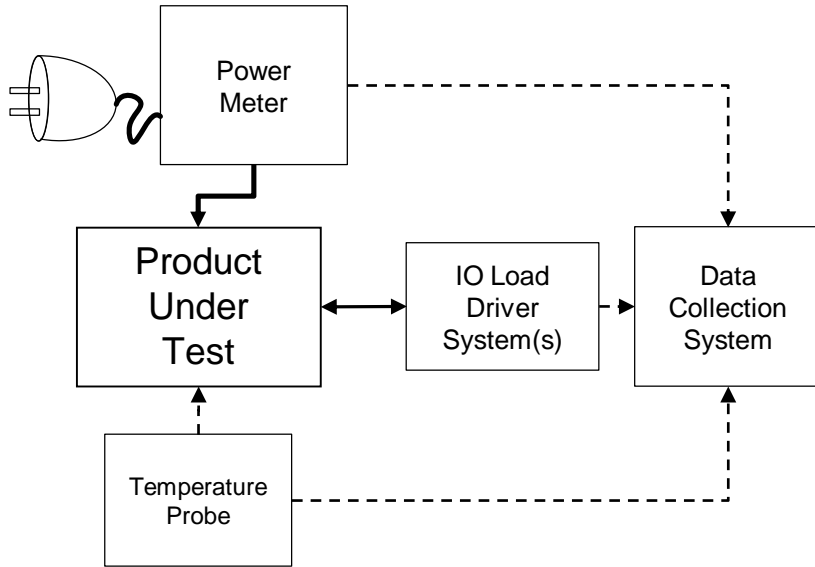 Power
Meter
Product
Under
Test
IO Load
Driver
System(s)
Data
Collection
System
Temperature
Probe